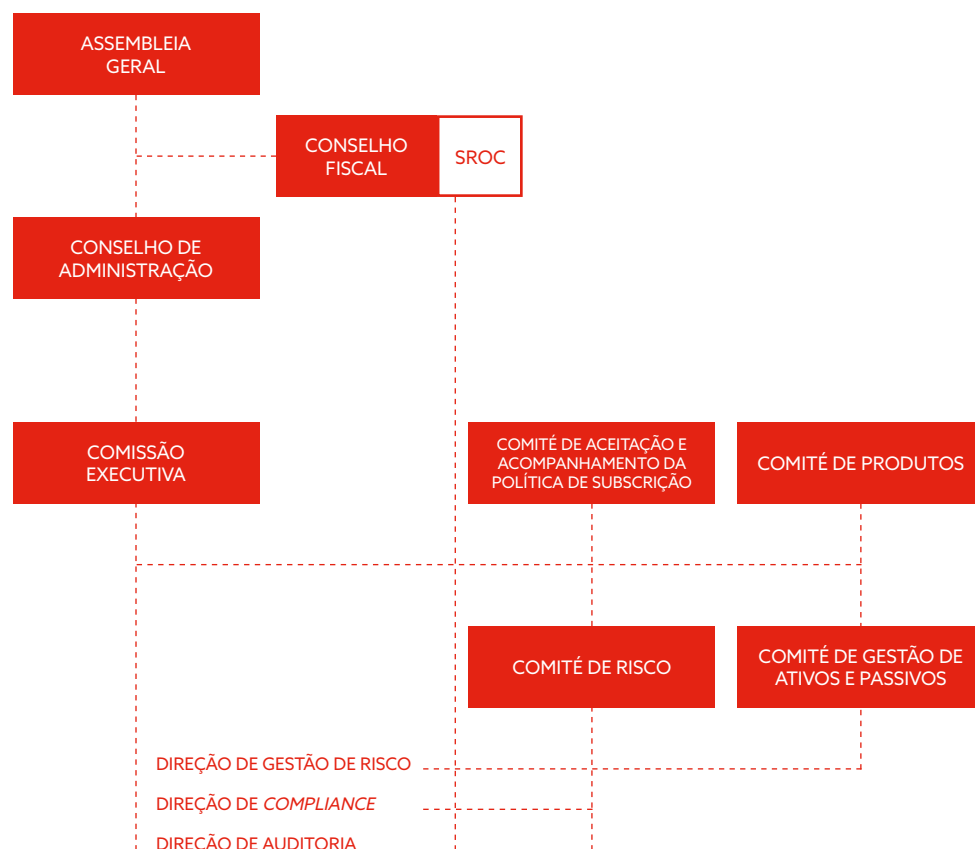 ASSEMBLEIA
GERAL
CONSELHO
FISCAL
SROC
CONSELHO DE
ADMINISTRAÇÃO
COMISSÃO
EXECUTIVA
COMITÉ DE ACEITAÇÃO E
ACOMPANHAMENTO DA
POLÍTICA DE SUBSCRIÇÃO
COMITÉ DE PRODUTOS
COMITÉ DE RISCO
COMITÉ DE GESTÃO DE
ATIVOS E PASSIVOS
DIREÇÃO DE GESTÃO DE RISCO
DIREÇÃO DE COMPLIANCE
DIREÇÃO DE AUDITORIA